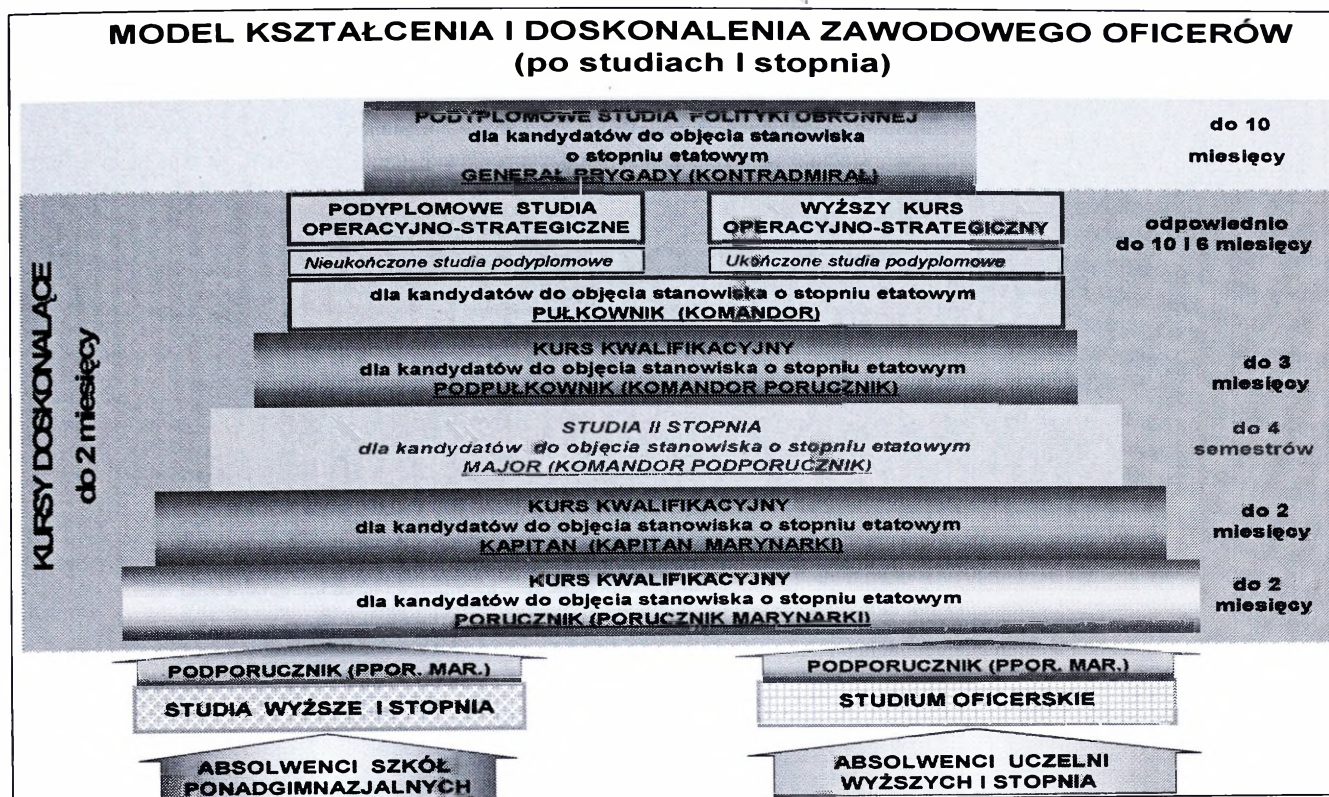 MODEL KSZTAŁCENIA I DOSKONALENIA ZAWODOWEGO OFICERÓW
(po studiach I stopnia)
PODYPLOMOWE STUDIA POLITYKI OBRONNEJ
dla kandydatów do objęcia stanowiska
o stopniu etatowym
GENERAŁ BRYGADY (KONTRADMIRAŁ)
do 10
miesięcy
PODYPLOMOWE STUDIA
OPERACYJNO-STRATEGICZNE
WYŻSZY KURS
OPERACYJNO-STRATEGICZNY
odpowiednio
do 10 i 6 miesięcy
Nieukończone studia podyplomowe
Ukończone studia podyplomowe
dla kandydatów do objęcia stanowiska o stopniu etatowym
PUŁKOWNIK (KOMANDOR)
KURS KWALIFIKACYJNY
dla kandydatów do objęcia stanowiska o stopniu etatowym
PODPUŁKOWNIK (KOMANDOR PORUCZNIK)
do 3
miesięcy
STUDIA II STOPNIA
dla kandydatów do objęcia stanowiska o stopniu etatowym
MAJOR (KOMANDOR PODPORUCZNIK)
do 4
semestrów
KURS KWALIFIKACYJNY
dla kandydatów do objęcia stanowiska o stopniu etatowym
KAPITAN (KAPITAN MARYNARKI)
do 2
miesięcy
KURS KWALIFIKACYJNY
dla kandydatów do objęcia stanowiska o stopniu etatowym
PORUCZNIK (PORUCZNIK MARYNARKI)
do 2
miesięcy
KURSY DOSKONALĄCE
do 2 miesięcy
PODPORUCZNIK (PPOR. MAR.)
STUDIA WYŻSZE I STOPNIA
ABSOLWENCI SZKÓŁ
PONADGIMNAZJALNYCH
PODPORUCZNIK (PPOR. MAR.)
STUDIUM OFICERSKIE
ABSOLWENCI UCZELNI
WYŻSZYCH I STOPNIA